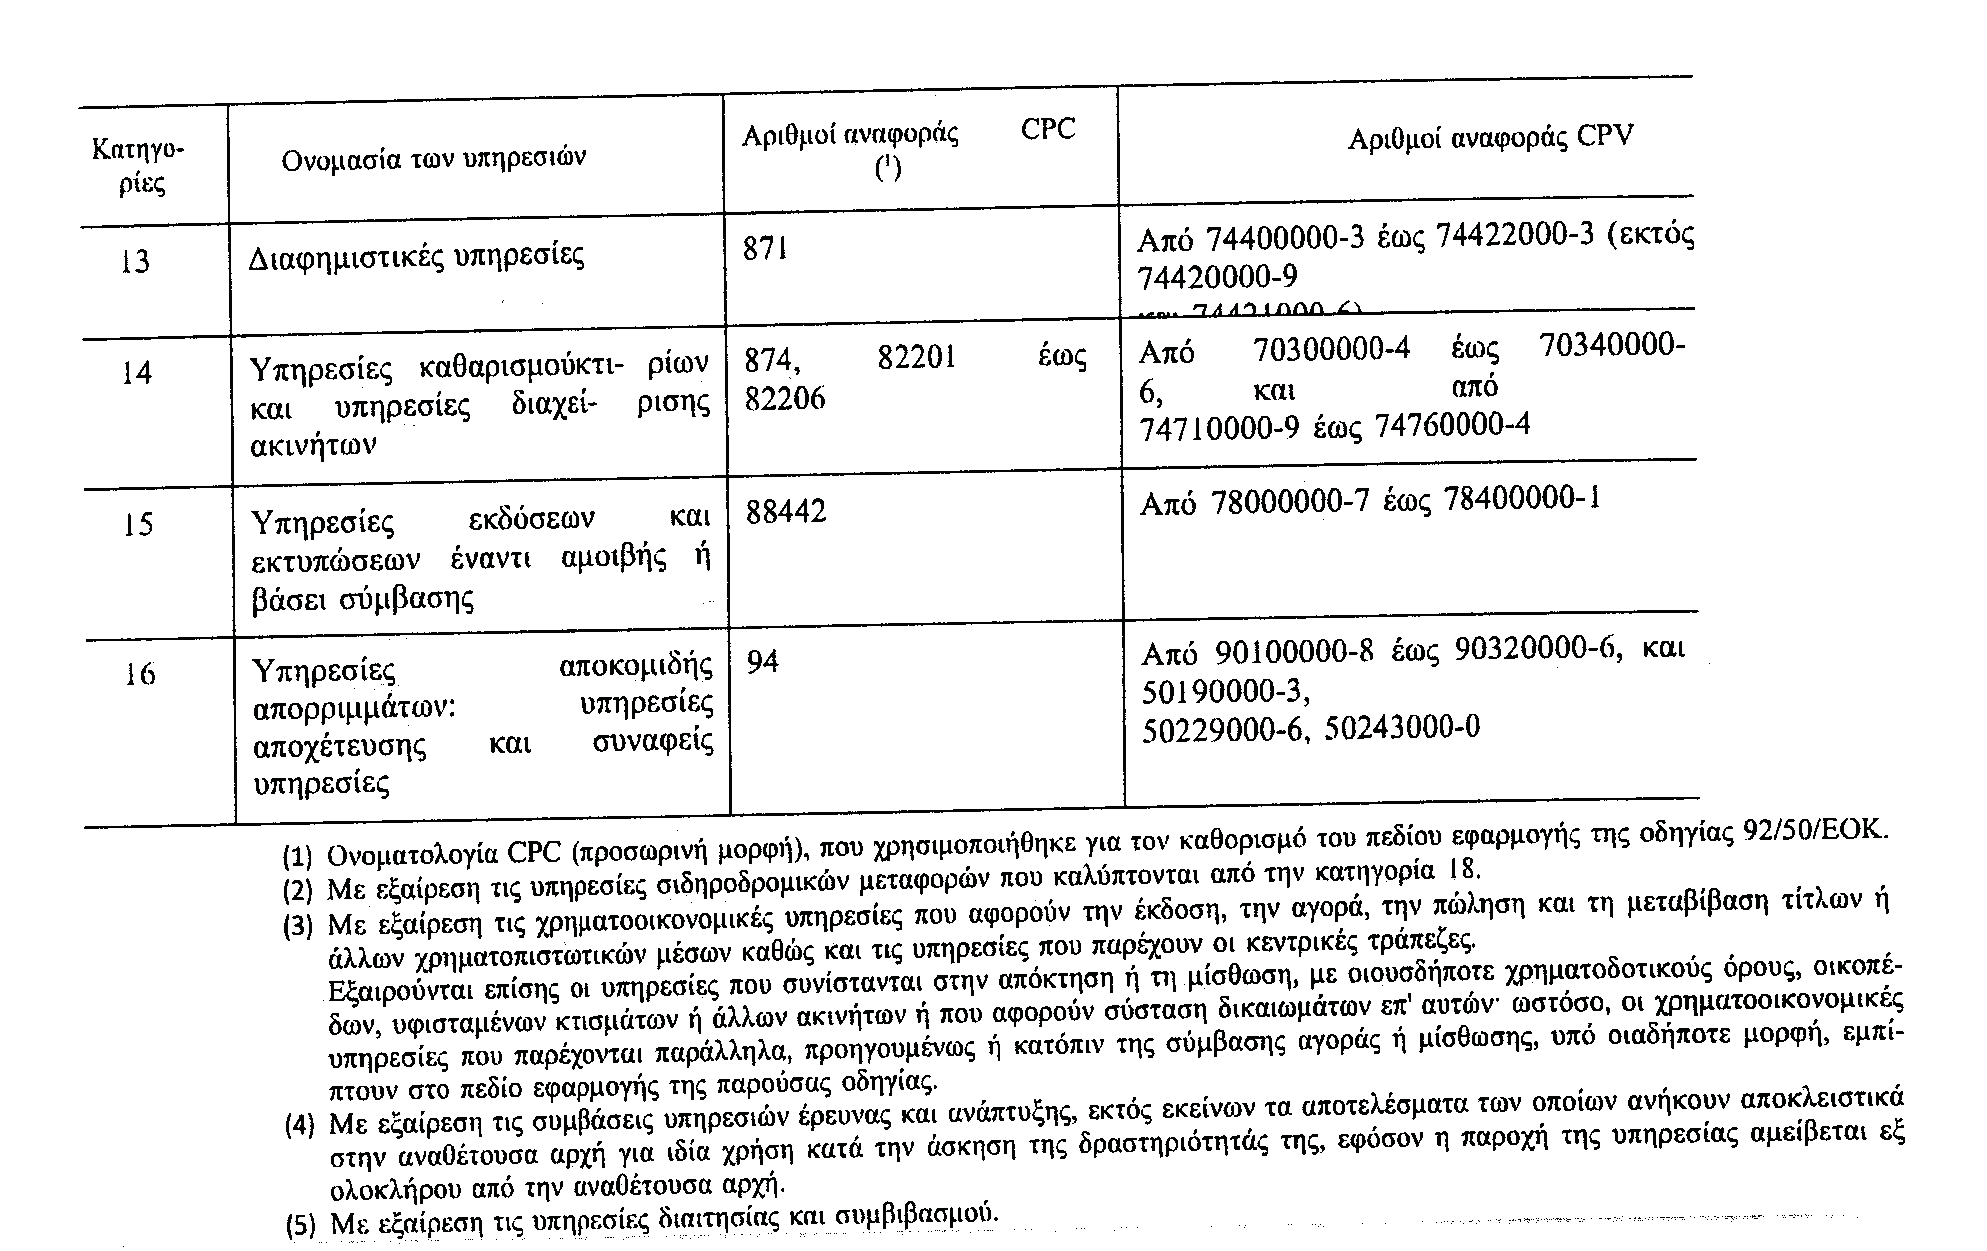 Κατηγο-
ρίες
Ονομασία των υπηρεσιών
Αριθμοί αναφοράς CPC
(¹)
Αριθμοί αναφοράς CPV
13
Διαφημιστικές υπηρεσίες
871
Από 74400000-3 έως 74422000-3 (εκτός
74420000-9
και 74421000-6)
14
Υπηρεσίες καθαρισμούκτι- ρίων
και υπηρεσίες διαχεί- ρισης
ακινήτων
874, 82201 έως
82206
Από 70300000-4 έως 70340000-
6, και από
74710000-9 έως 74760000-4
15
Υπηρεσίες εκδόσεων και
εκτυπώσεων έναντι αμοιβής ή
βάσει σύμβασης
88442
Από 78000000-7 έως 78400000-1
16
Υπηρεσίες αποκομιδής
απορριμμάτων: υπηρεσίες
αποχέτευσης και συναφείς
υπηρεσίες
94
Από 90100000-8 έως 90320000-6, και
50190000-3,
50229000-6, 50243000-0
(1) Ονοματολογία CPC (προσωρινή μορφή), που χρησιμοποιήθηκε για τον καθορισμό του πεδίου εφαρμογής της οδηγίας 92/50/ΕΟΚ.
(2) Με εξαίρεση τις υπηρεσίες σιδηροδρομικών μεταφορών που καλύπτονται από την κατηγορία 18.
(3) Με εξαίρεση τις χρηματοοικονομικές υπηρεσίες που αφορούν την έκδοση, την αγορά, την πώληση και τη μεταβίβαση τίτλων ή
άλλων χρηματοπιστωτικών μέσων καθώς και τις υπηρεσίες που παρέχουν οι κεντρικές τράπεζες.
Εξαιρούνται επίσης οι υπηρεσίες που συνίστανται στην απόκτηση ή τη μίσθωση, με οιουσδήποτε χρηματοδοτικούς όρους, οικοπέ-
δων, υφισταμένων κτισμάτων ή άλλων ακινήτων ή που αφορούν σύσταση δικαιωμάτων επ' αυτών· ωστόσο, οι χρηματοοικονομικές
υπηρεσίες που παρέχονται παράλληλα, προηγουμένως ή κατόπιν της σύμβασης αγοράς ή μίσθωσης, υπό οιαδήποτε μορφή, εμπί-
πτουν στο πεδίο εφαρμογής της παρούσας οδηγίας.
(4) Με εξαίρεση τις συμβάσεις υπηρεσιών έρευνας και ανάπτυξης, εκτός εκείνων τα αποτελέσματα των οποίων ανήκουν αποκλειστικά
στην αναθέτουσα αρχή για ιδία χρήση κατά την άσκηση της δραστηριότητάς της, εφόσον η παροχή της υπηρεσίας αμείβεται εξ
ολοκλήρου από την αναθέτουσα αρχή.
(5) Με εξαίρεση τις υπηρεσίες διαιτησίας και συμβιβασμού.